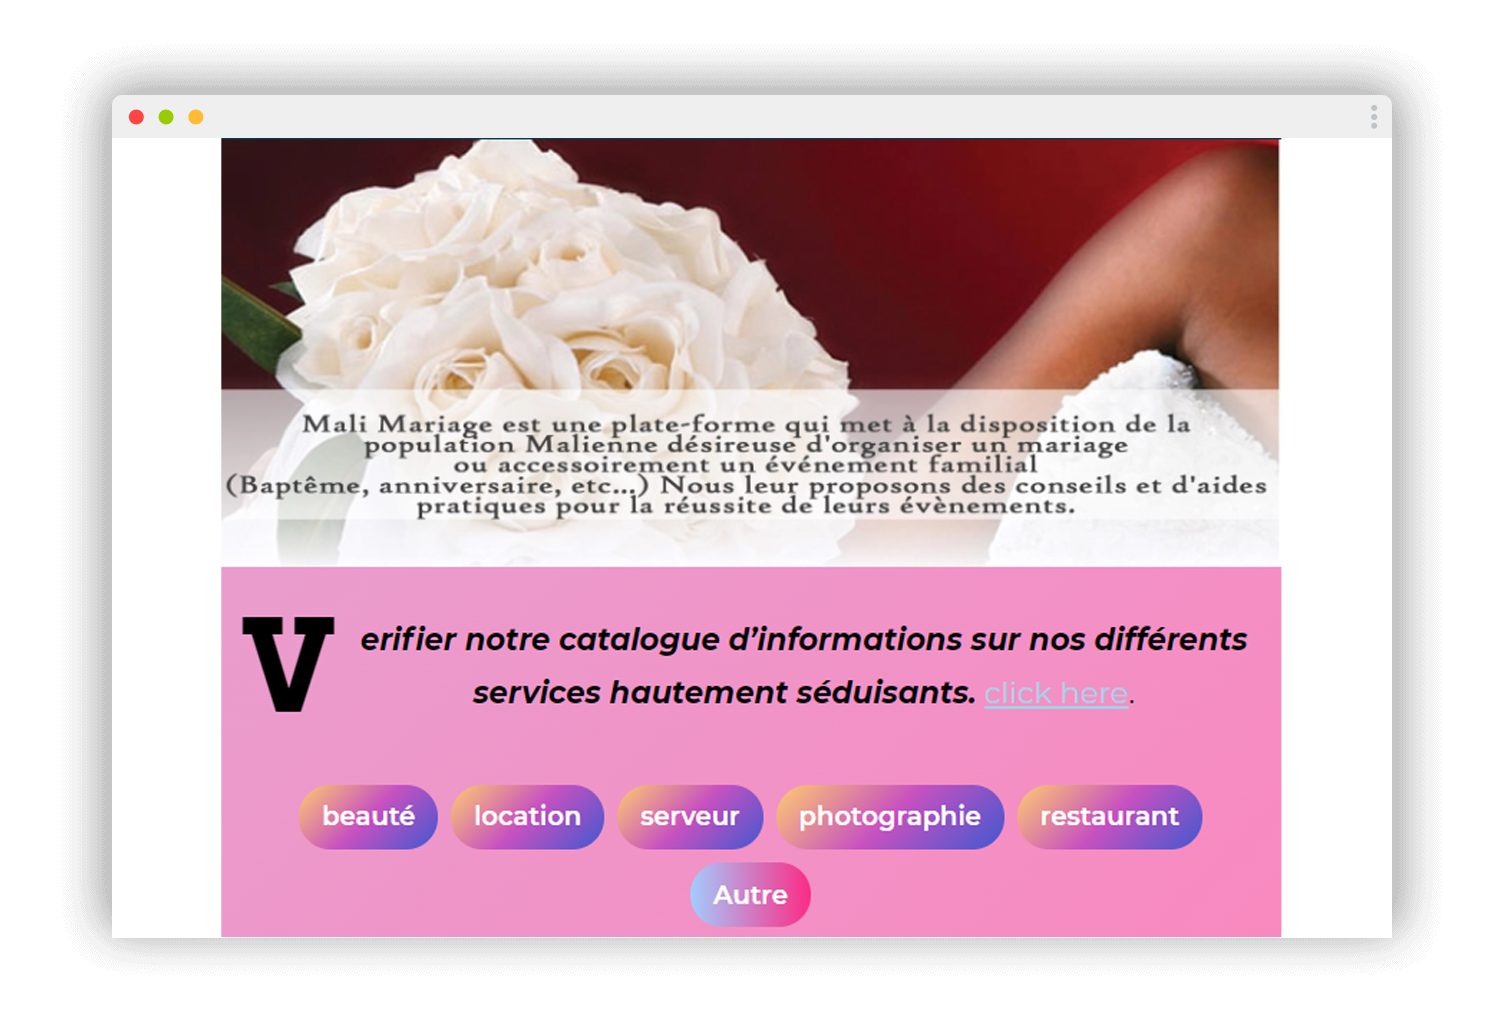 Mali Mariage est une plate-forme qui met à la disposition de la
population Malienne désireuse d'organiser un mariage
ou accessoirement un événement familial
(Baptême, anniversaire, etc...) Nous leur proposons des conseils et d'aides
pratiques pour la réussite de leurs évènements.
Verifier notre catalogue d’informations sur nos différents
services hautement séduisants. click here.
beauté location serveur photographie restaurant
Autre